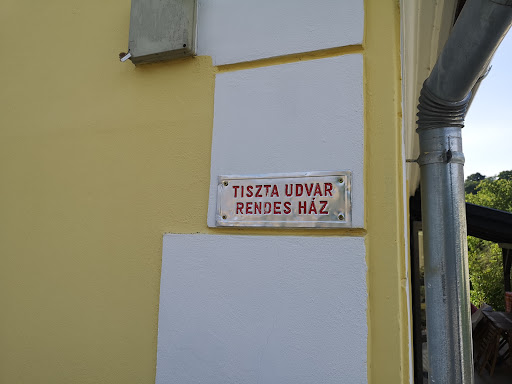 TISZTA UDVAR
RENDES HÁZ